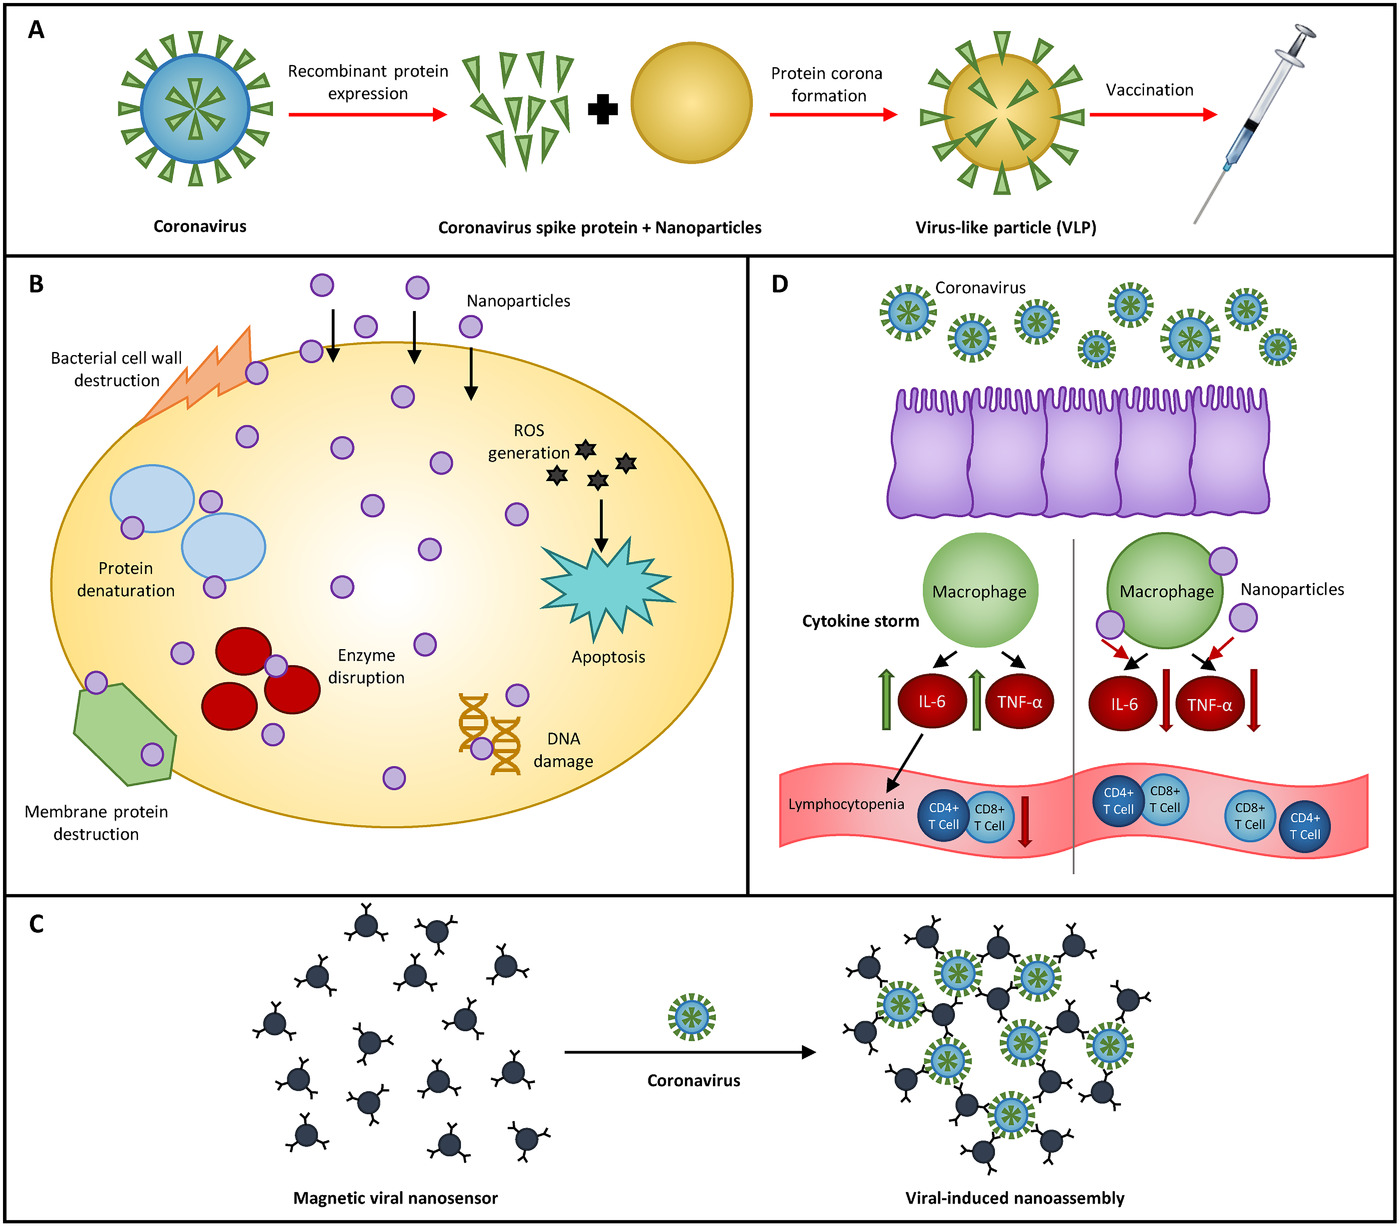 A
Recombinant protein
expression
Protein corona
formation
Vaccination
Coronavirus
Coronavirus spike protein + Nanoparticles
Virus-like particle (VLP)
B
Nanoparticles
Bacterial cell wall
destruction
ROS
generation
Protein
denaturation
Apoptosis
Enzyme
disruption
DNA
damage
Membrane protein
destruction
D
Coronavirus
Macrophage
Macrophage
Nanoparticles
Cytokine storm
IL-6
TNF-α
IL-6
TNF-α
Lymphocytopenia
CD4+
T Cell
CD8+
T Cell
CD4+
T Cell
CD8+
T Cell
CD8+
T Cell
CD4+
T Cell
C
Coronavirus
Magnetic viral nanosensor
Viral-induced nanoassembly